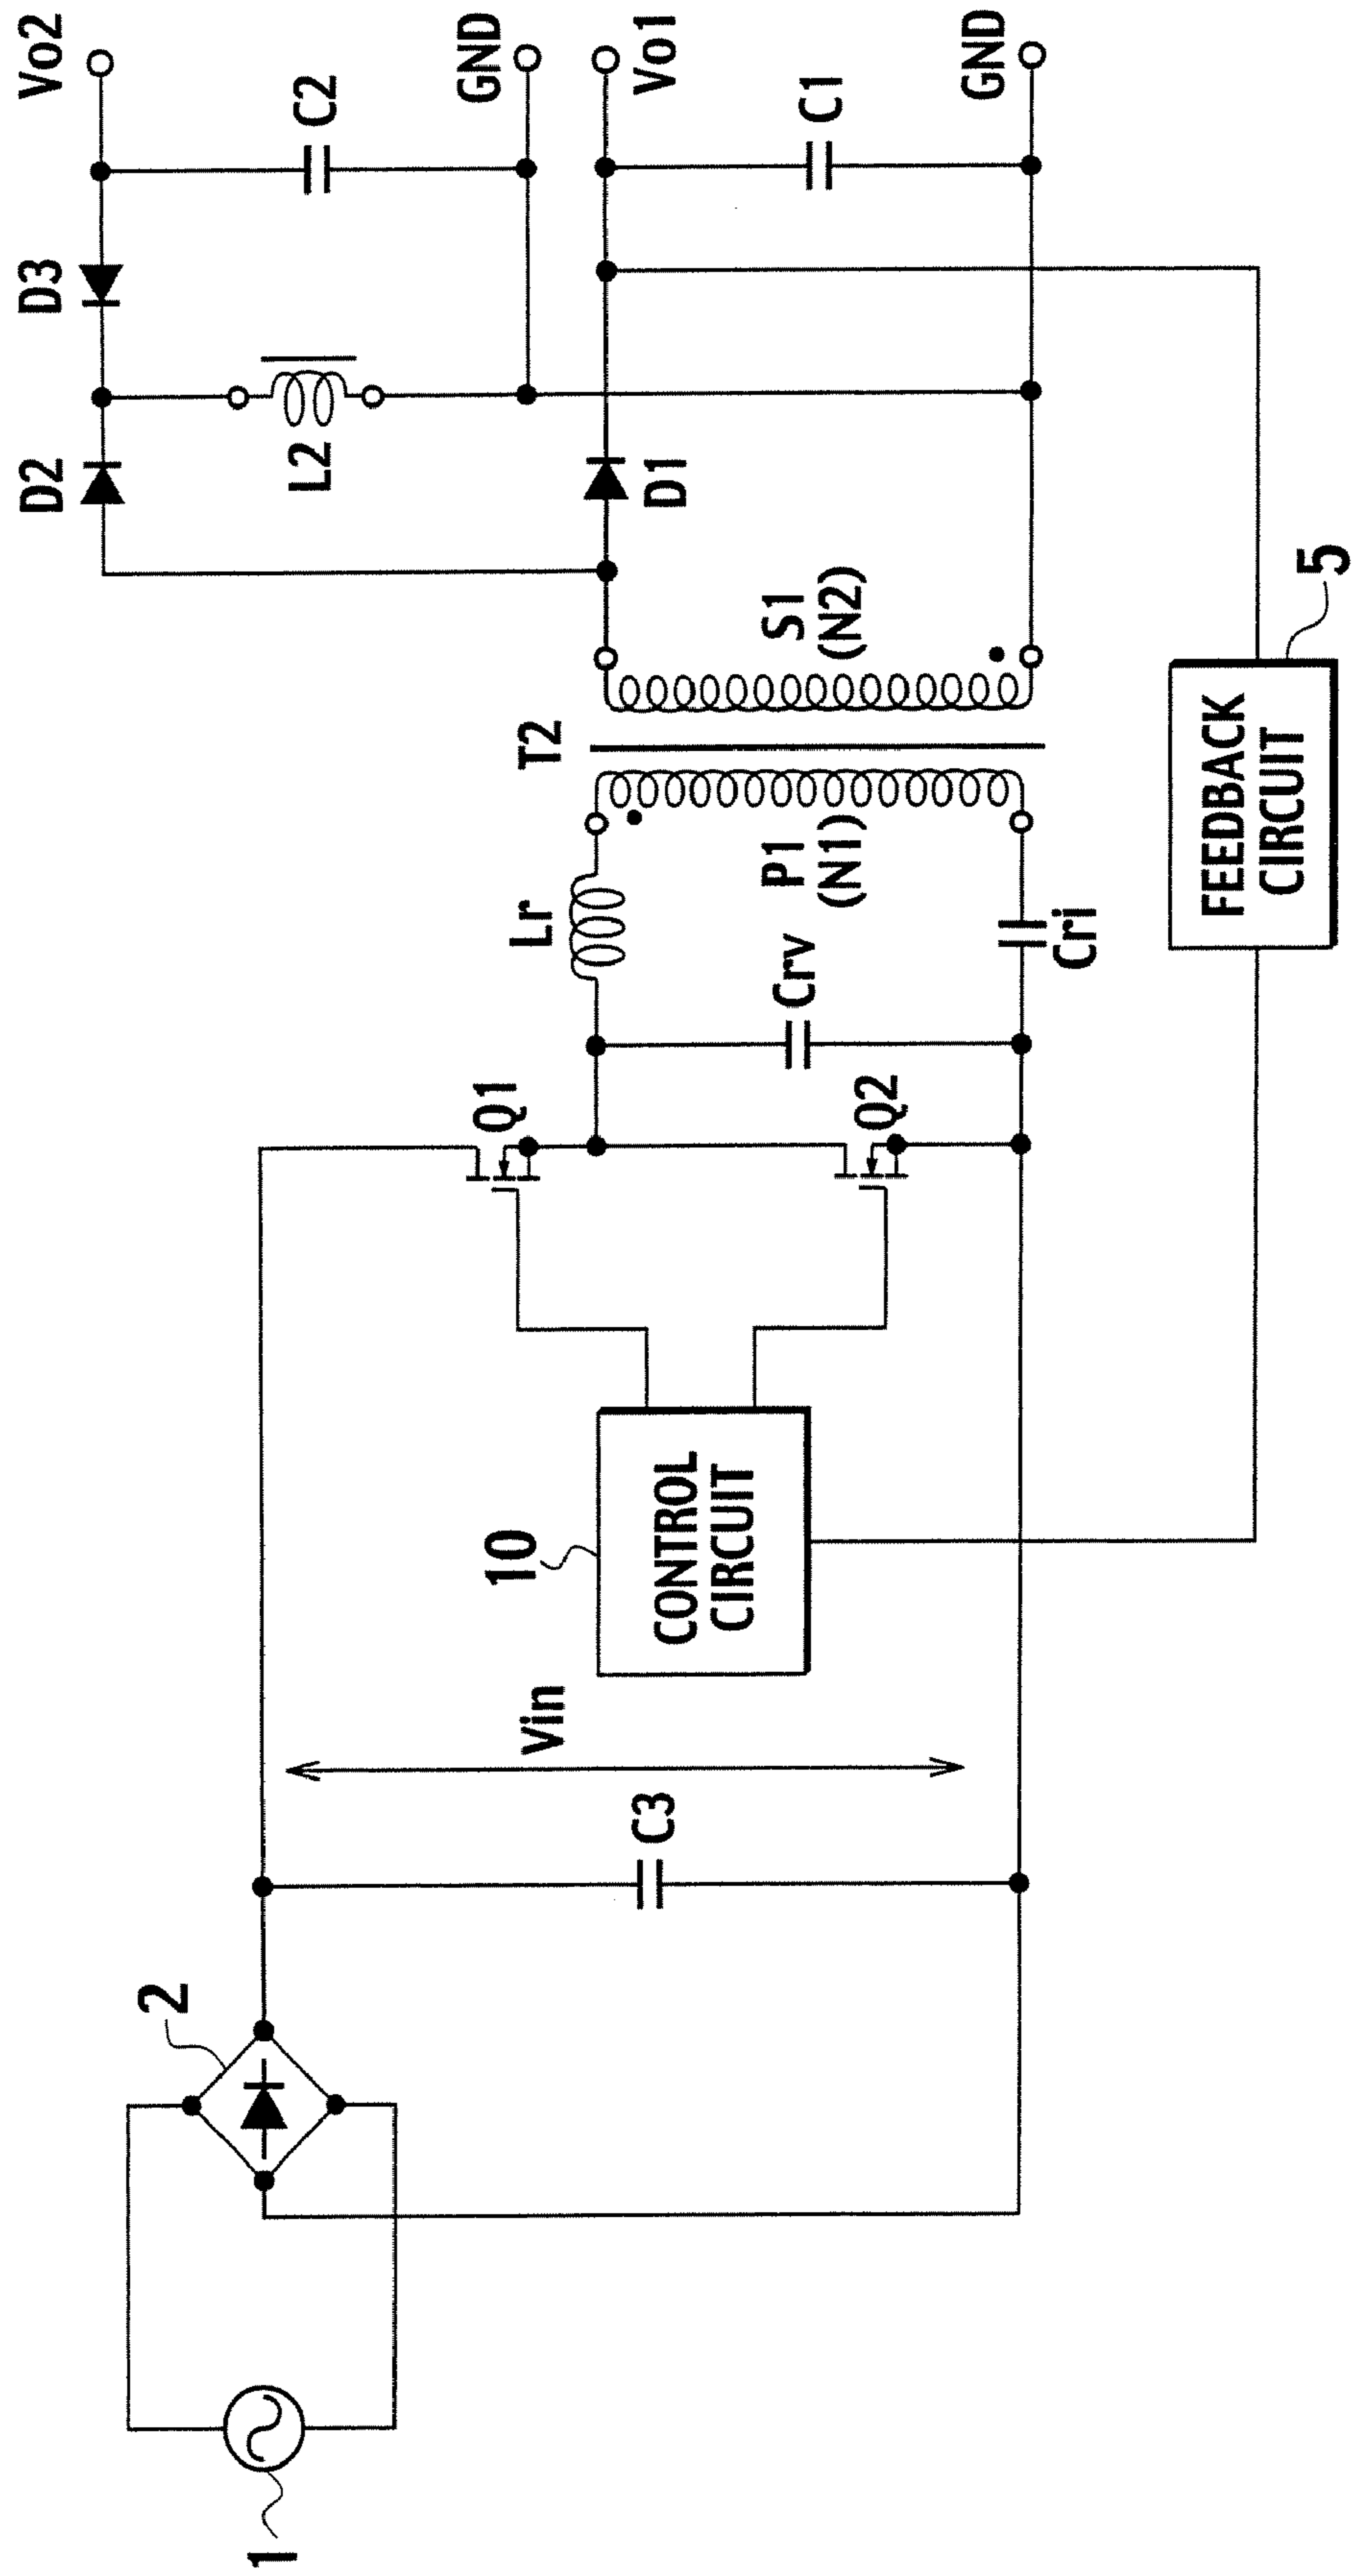 1
2
C3
Vin
10
CONTROL
CIRCUIT
Q1
Q2
Crv
Cri
Lr
P1
(N1)
T2
S1
(N2)
D1
D2
L2
D3
C2
C1
Vo2
GND
Vo1
GND
FEEDBACK
CIRCUIT
5